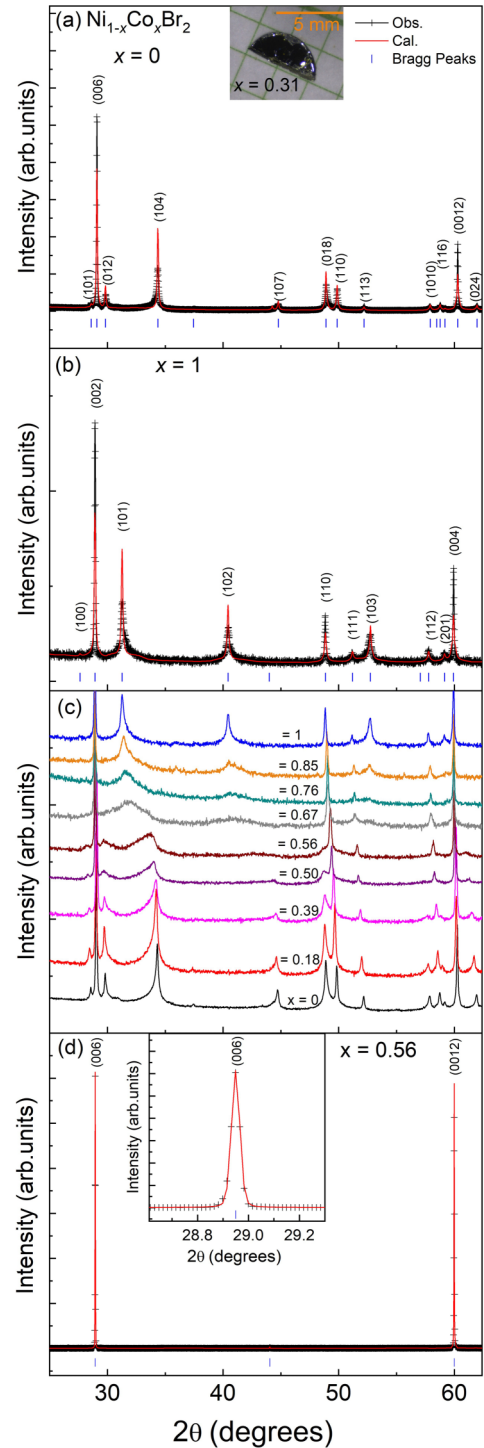 (a) Ni1-xCoxBr2
x = 0
5 mm
x = 0.31
Obs.
Cal.
Bragg Peaks
Intensity (arb.units)
(101)
(006)
(012)
(104)
(107)
(018)
(110)
(113)
(1010)
(116)
(0012)
(024)
(b)
x = 1
Intensity (arb.units)
(100)
(002)
(101)
(102)
(110)
(111)
(103)
(112)
(201)
(004)
(c)
Intensity (arb.units)
= 1
= 0.85
= 0.76
= 0.67
= 0.56
= 0.50
= 0.39
= 0.18
x= 0
(d)
x = 0.56
Intensity (arb.units)
(006)
(0012)
(006)
Intensity (arb.units)
28.8 29.0 29.2
2θ (degrees)
30 40 50 60
2θ (degrees)